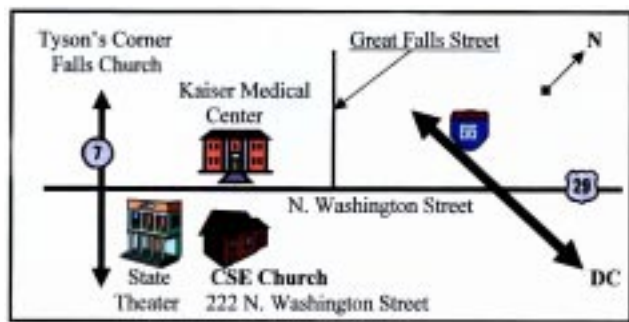 Tyson's Corner
Falls Church
Great Falls Street
N
Kaiser Medical
Center
7
66
29
N. Washington Street
State
Theater
CSE Church
222 N. Washington Street
DC